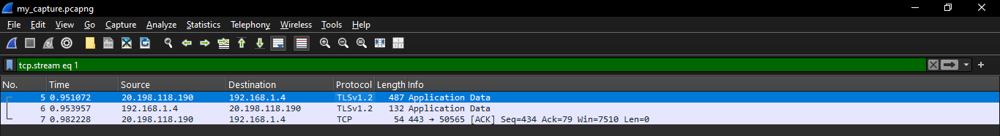 my_capture.pcapng
File Edit View Go Capture Analyze Statistics Telephony Wireless Tools Help
tcp.stream eq 1
No. Time Source Destination Protocol Length Info
5 0.951072 20.198.118.190 192.168.1.4 TLSv1.2 487 Application Data
6 0.953957 192.168.1.4 20.198.118.190 TLSv1.2 132 Application Data
7 0.982228 20.198.118.190 192.168.1.4 TCP 54 443 → 50565 [ACK] Seq=434 Ack=79 Win=7510 Len=0